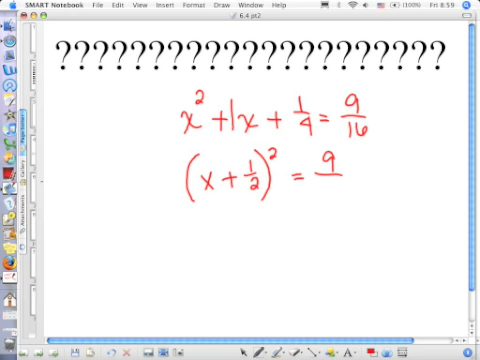 SMART Notebook File Edit View Insert Format Draw Window Help (100%) Fri 8:59
6.4 pt2
?????????????????????
x² + 1x + 1/4 = 9/16
(x + 1/2)² = 9/
Attachments